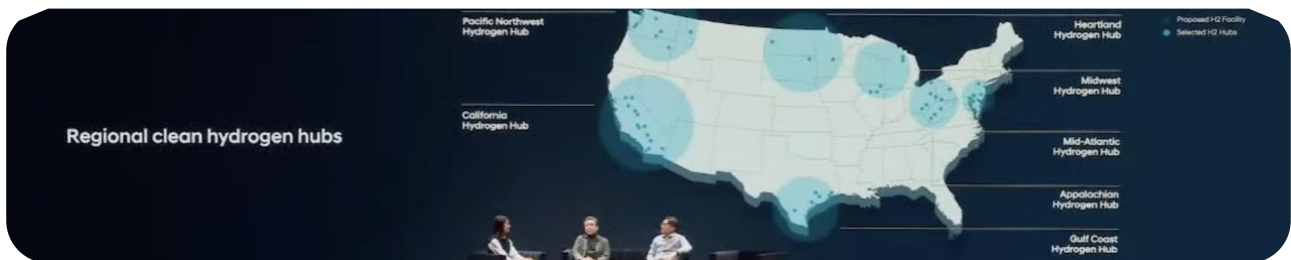 Regional clean hydrogen hubs
Pacific Northwest
Hydrogen Hub
California
Hydrogen Hub
Heartland
Hydrogen Hub
Midwest
Hydrogen Hub
Mid-Atlantic
Hydrogen Hub
Appalachian
Hydrogen Hub
Gulf Coast
Hydrogen Hub
Proposed H2 Facility
Selected H2 Hubs